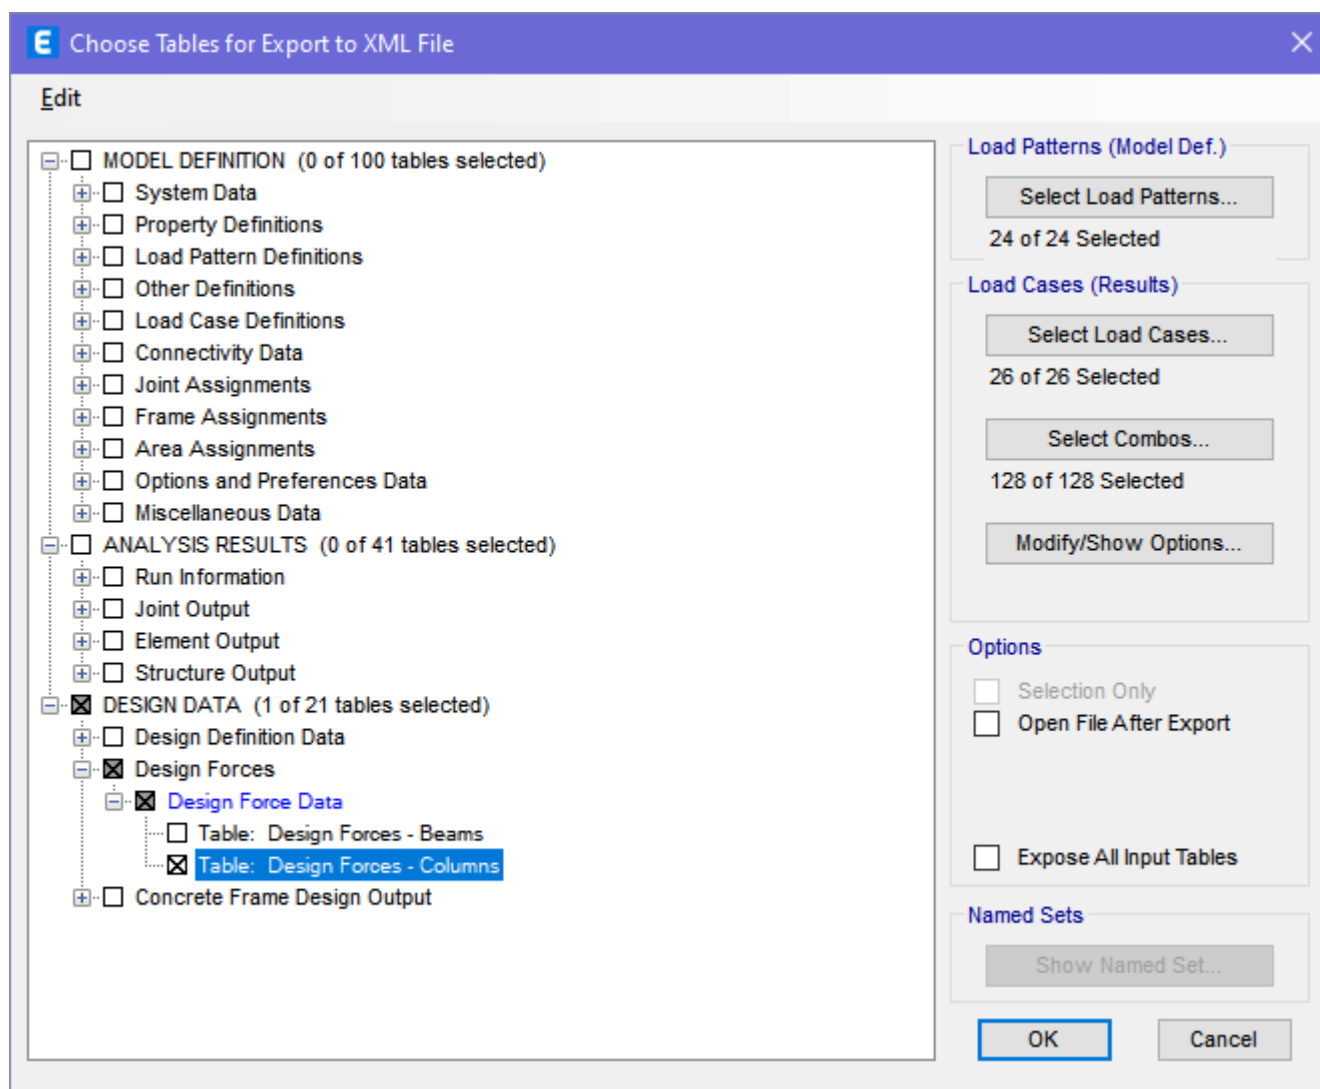 E Choose Tables for Export to XML File
Edit
MODEL DEFINITION (0 of 100 tables selected)
System Data
Property Definitions
Load Pattern Definitions
Other Definitions
Load Case Definitions
Connectivity Data
Joint Assignments
Frame Assignments
Area Assignments
Options and Preferences Data
Miscellaneous Data
ANALYSIS RESULTS (0 of 41 tables selected)
Run Information
Joint Output
Element Output
Structure Output
DESIGN DATA (1 of 21 tables selected)
Design Definition Data
Design Forces
Design Force Data
Table: Design Forces - Beams
Table: Design Forces - Columns
Concrete Frame Design Output
Load Patterns (Model Def.)
Select Load Patterns...
24 of 24 Selected
Load Cases (Results)
Select Load Cases...
26 of 26 Selected
Select Combos...
128 of 128 Selected
Modify/Show Options...
Options
Selection Only
Open File After Export
Expose All Input Tables
Named Sets
Show Named Set...
OK
Cancel